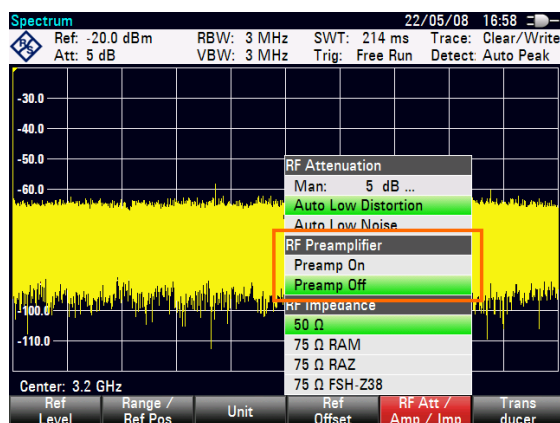 Spectrum 22/05/08 16:58
Ref: -20.0 dBm RBW: 3 MHz SWT: 214 ms Trace: Clear/Write
Att: 5 dB VBW: 3 MHz Trig: Free Run Detect: Auto Peak
-30.0
-40.0
-50.0
-60.0
RF Attenuation
Man: 5 dB ...
Auto Low Distortion
Auto Low Noise
RF Preamplifier
Preamp On
Preamp Off
RF Impedance
50 Ω
75 Ω RAM
75 Ω RAZ
75 Ω FSH-Z38
-100.0
-110.0
Center: 3.2 GHz
Ref Level
Range / Ref Pos
Unit
Ref Offset
RF Att / Amp / Imp
Trans ducer